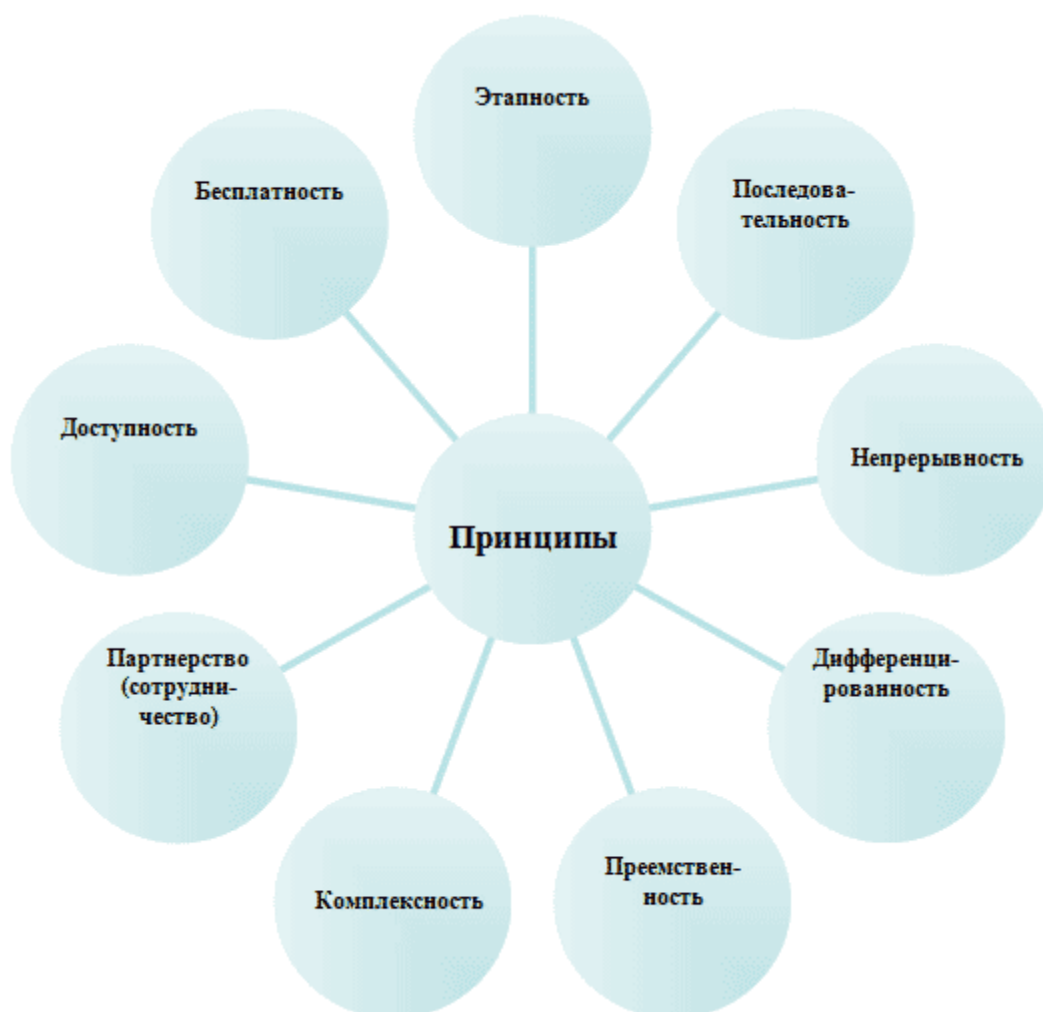 Этапность
Последова-
тельность
Непрерывность
Дифференци-
рованность
Преемствен-
ность
Комплексность
Партнерство
(сотрудни-
чество)
Доступность
Бесплатность
Принципы